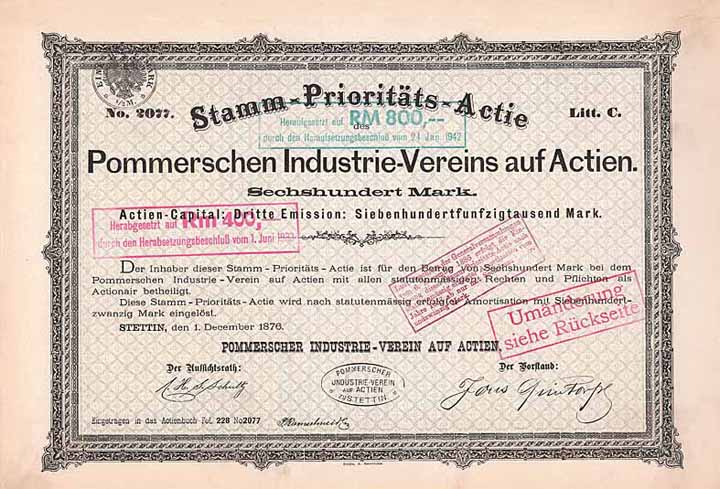 No. 2077.
Stamm-Prioritäts-Actie
Litt. C.
des
Heraufgesetzt auf RM 800,--
durch den Heraufsetzungsbeschluß vom 21 Jan. 1942
Pommerschen Industrie-Vereins auf Actien.
Sechshundert Mark.
Actien-Capital: Dritte Emission: Siebenhundertfunfzigtausend Mark.
Herabgesetzt auf RM 400,
durch den Herabsetzungsbeschluß vom 1. Juni
Der Inhaber dieser Stamm-Prioritäts-Actie ist für den Betrag von Sechshundert Mark bei dem
Pommerschen Industrie-Verein auf Actien mit allen statutenmässigen Rechten und Pflichten als
Actionair betheiligt.
Diese Stamm-Prioritäts-Actie wird nach statutenmässig erfolgter Amortisation mit Siebenhundert-
zwanzig Mark eingelöst.
Umänderung
siehe Rückseite
STETTIN, den 1. December 1876.
POMMERSCHER INDUSTRIE-VEREIN AUF ACTIEN.
Der Aufsichtsrath:
Der Vorstand:
POMMERSCHER
INDUSTRIE-VEREIN
AUF ACTIEN
STETTIN
Eingetragen in das Actienbuch Fol. 228 No 2077